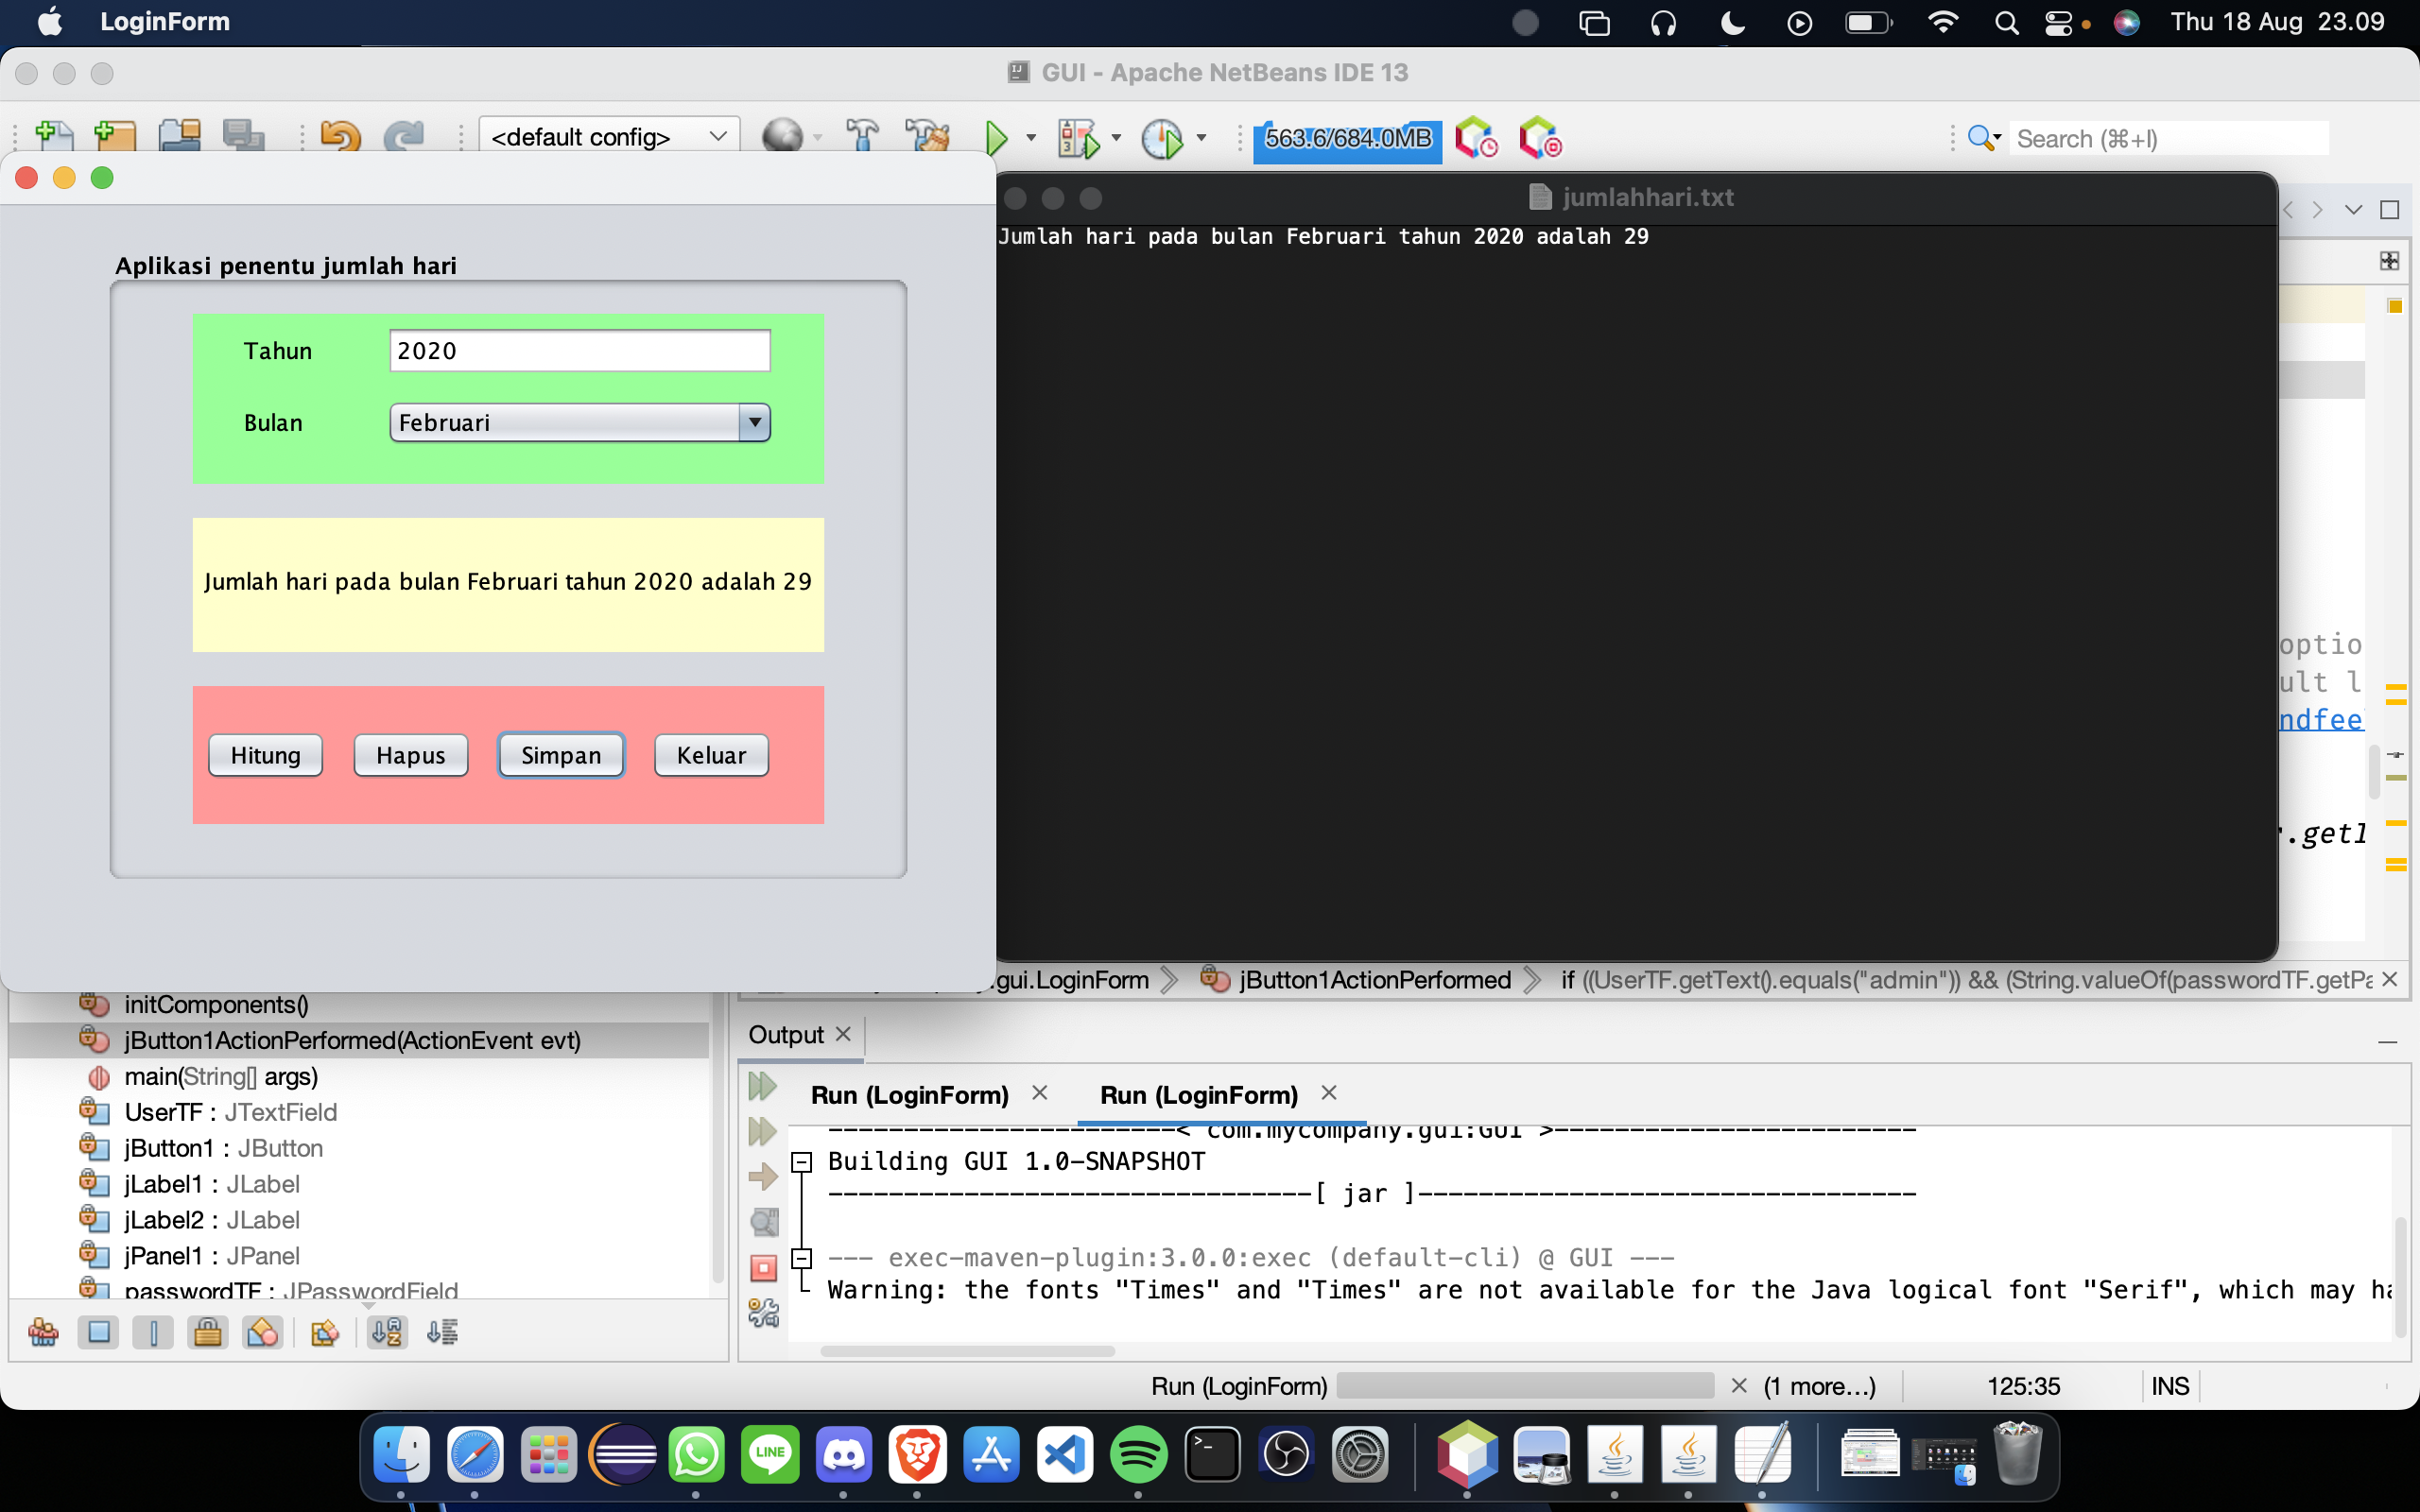 LoginForm
Thu 18 Aug 23.09
GUI - Apache NetBeans IDE 13
<default config>
563.6/684.0MB
Search (⌘+I)
jumlahhari.txt
Jumlah hari pada bulan Februari tahun 2020 adalah 29
Aplikasi penentu jumlah hari
Tahun
2020
Bulan
Februari
Jumlah hari pada bulan Februari tahun 2020 adalah 29
Hitung
Hapus
Simpan
Keluar
optio
ult l
ndfee
.getl
.gui.LoginForm
jButton1ActionPerformed
if ((UserTF.getText().equals("admin")) && (String.valueOf(passwordTF.getPa
initComponents()
jButton1ActionPerformed(ActionEvent evt)
main(String[] args)
UserTF : JTextField
jButton1 : JButton
jLabel1 : JLabel
jLabel2 : JLabel
jPanel1 : JPanel
passwordTF : JPasswordField
Output
Run (LoginForm)
Run (LoginForm)
-----------------------< com.mycompany.gui:GUI >------------------------
Building GUI 1.0-SNAPSHOT
--------------------------------[ jar ]---------------------------------
--- exec-maven-plugin:3.0.0:exec (default-cli) @ GUI ---
Warning: the fonts "Times" and "Times" are not available for the Java logical font "Serif", which may ha
Run (LoginForm)
(1 more...)
125:35
INS
LINE